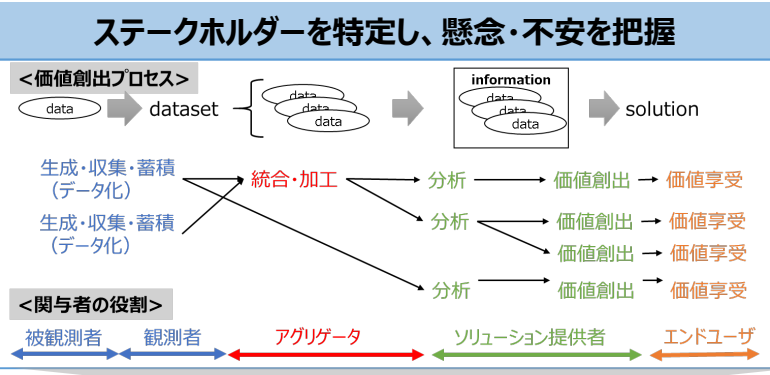 ステークホルダーを特定し、懸念・不安を把握
<価値創出プロセス>
data
dataset
data
data
data
information
data
data
data
solution
生成・収集・蓄積
（データ化）
統合・加工
分析
価値創出
価値享受
生成・収集・蓄積
（データ化）
分析
価値創出
価値享受
価値創出
価値享受
分析
価値創出
価値享受
<関与者の役割>
被観測者
観測者
アグリゲータ
ソリューション提供者
エンドユーザ